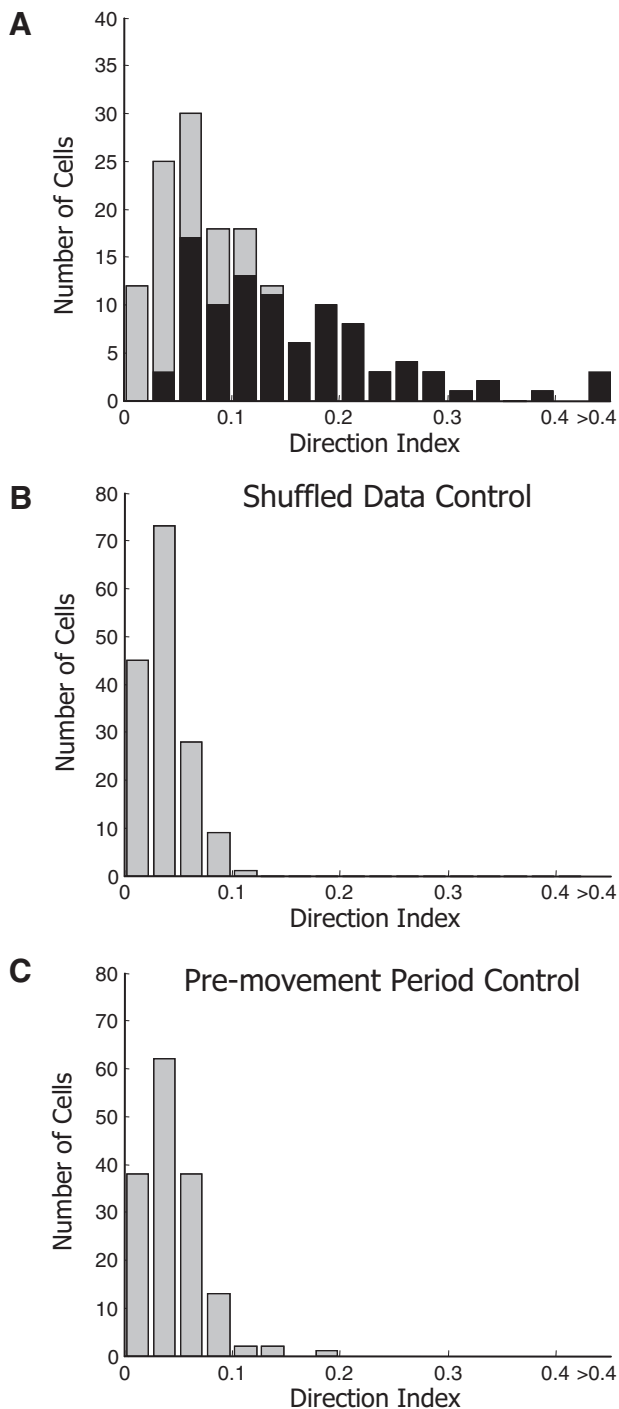 A
40
35
30
25
20
15
10
5
0
Number of Cells
0 0.1 0.2 0.3 0.4 >0.4
Direction Index
B
Shuffled Data Control
80
70
60
50
40
30
20
10
0
Number of Cells
0 0.1 0.2 0.3 0.4 >0.4
Direction Index
C
Pre-movement Period Control
80
70
60
50
40
30
20
10
0
Number of Cells
0 0.1 0.2 0.3 0.4 >0.4
Direction Index